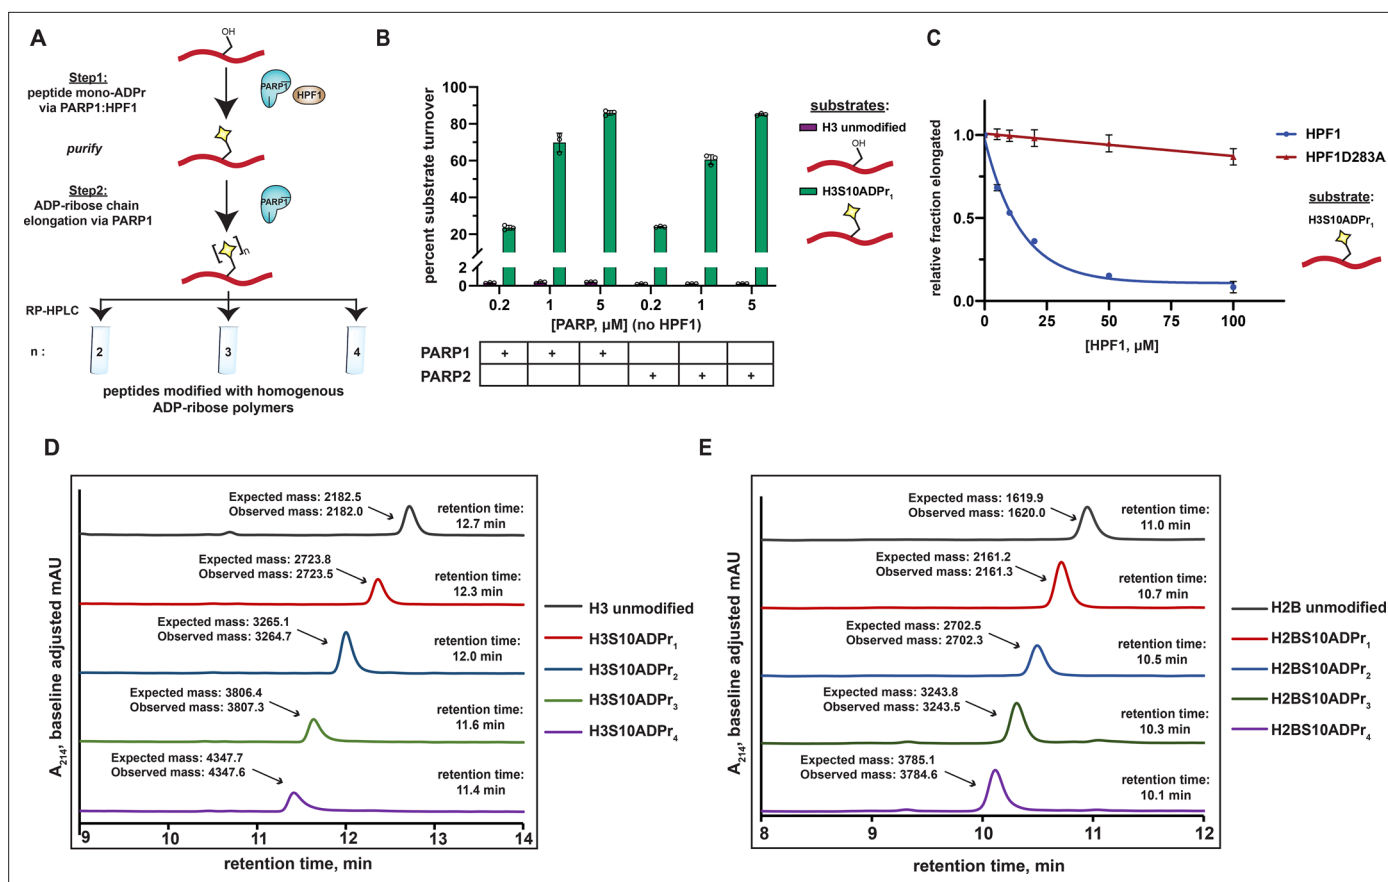 A
OH
Step1:
peptide mono-ADPr
via PARP1:HPF1
PARP1
HPF1
purify
Step2:
ADP-ribose chain
elongation via PARP1
PARP1
n
RP-HPLC
n :
2
3
4
peptides modified with homogenous
ADP-ribose polymers
B
percent substrate turnover
100
80
60
40
20
2
0
0.2
1
5
0.2
1
5
[PARP, µM] (no HPF1)
PARP1
+
+
+
PARP2
+
+
+
substrates:
H3 unmodified
OH
H3S10ADPr1
C
relative fraction elongated
1.0
0.5
0.0
0
25
50
75
100
[HPF1, µM]
HPF1
HPF1D283A
substrate:
H3S10ADPr1
D
A214, baseline adjusted mAU
Expected mass: 2182.5
Observed mass: 2182.0
retention time:
12.7 min
Expected mass: 2723.8
Observed mass: 2723.5
retention time:
12.3 min
Expected mass: 3265.1
Observed mass: 3264.7
retention time:
12.0 min
Expected mass: 3806.4
Observed mass: 3807.3
retention time:
11.6 min
Expected mass: 4347.7
Observed mass: 4347.6
retention time:
11.4 min
9
10
11
12
13
14
retention time, min
H3 unmodified
H3S10ADPr1
H3S10ADPr2
H3S10ADPr3
H3S10ADPr4
E
A214, baseline adjusted mAU
Expected mass: 1619.9
Observed mass: 1620.0
retention time:
11.0 min
Expected mass: 2161.2
Observed mass: 2161.3
retention time:
10.7 min
Expected mass: 2702.5
Observed mass: 2702.3
retention time:
10.5 min
Expected mass: 3243.8
Observed mass: 3243.5
retention time:
10.3 min
Expected mass: 3785.1
Observed mass: 3784.6
retention time:
10.1 min
8
9
10
11
12
retention time, min
H2B unmodified
H2BS10ADPr1
H2BS10ADPr2
H2BS10ADPr3
H2BS10ADPr4